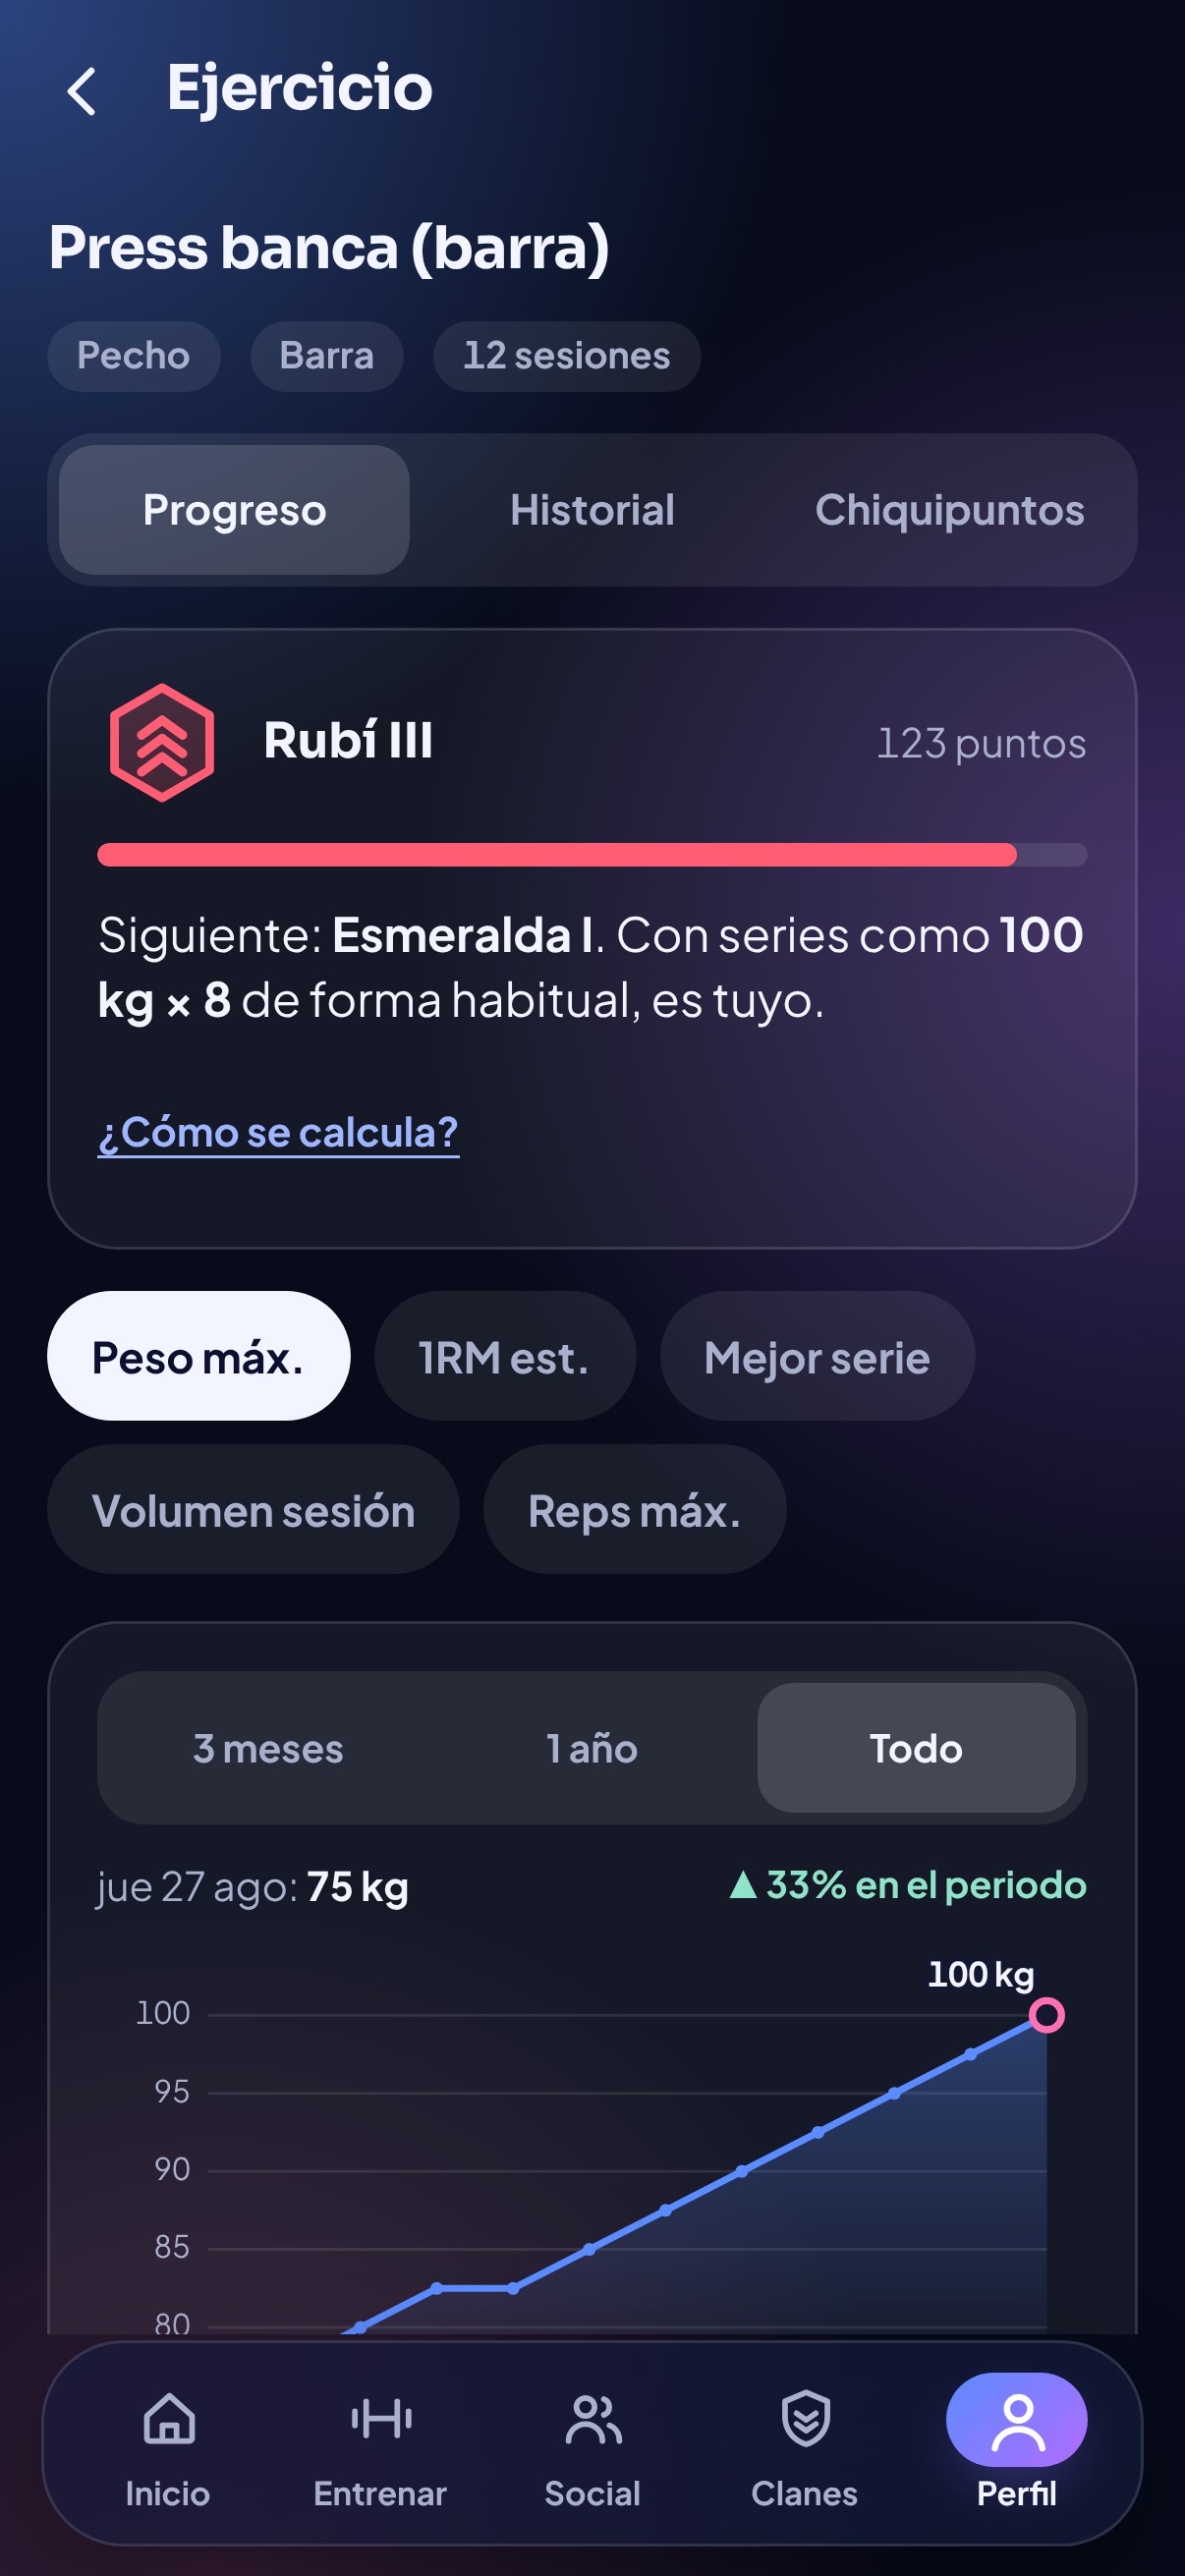 Ejercicio
Press banca (barra)
Pecho
Barra
12 sesiones
Progreso
Historial
Chiquipuntos
Rubí III
123 puntos
Siguiente: Esmeralda I. Con series como 100
kg × 8 de forma habitual, es tuyo.
¿Cómo se calcula?
Peso máx.
1RM est.
Mejor serie
Volumen sesión
Reps máx.
3 meses
1 año
Todo
jue 27 ago: 75 kg
▲ 33% en el periodo
100 kg
100
95
90
85
80
Inicio
Entrenar
Social
Clanes
Perfil